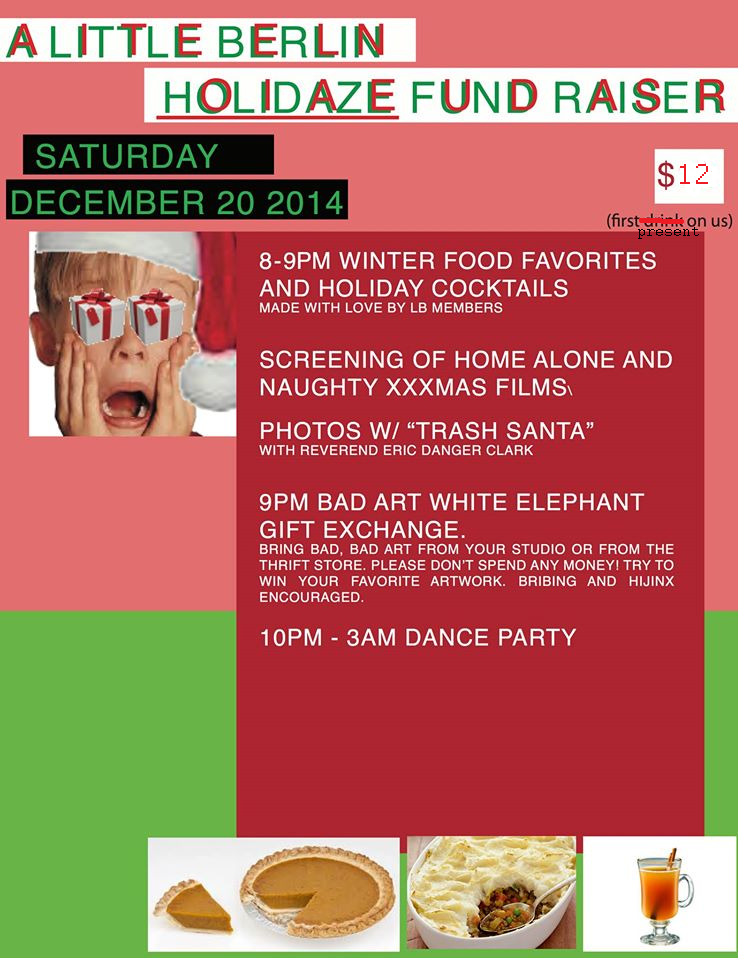 A LITTLE BERLIN
HOLIDAZE FUND RAISER
SATURDAY
DECEMBER 20 2014
$12
(first drink on us)
present
8-9PM WINTER FOOD FAVORITES
AND HOLIDAY COCKTAILS
MADE WITH LOVE BY LB MEMBERS
SCREENING OF HOME ALONE AND
NAUGHTY XXXMAS FILMS\
PHOTOS W/ “TRASH SANTA”
WITH REVEREND ERIC DANGER CLARK
9PM BAD ART WHITE ELEPHANT
GIFT EXCHANGE.
BRING BAD, BAD ART FROM YOUR STUDIO OR FROM THE
THRIFT STORE. PLEASE DON'T SPEND ANY MONEY! TRY TO
WIN YOUR FAVORITE ARTWORK. BRIBING AND HIJINX
ENCOURAGED.
10PM - 3AM DANCE PARTY